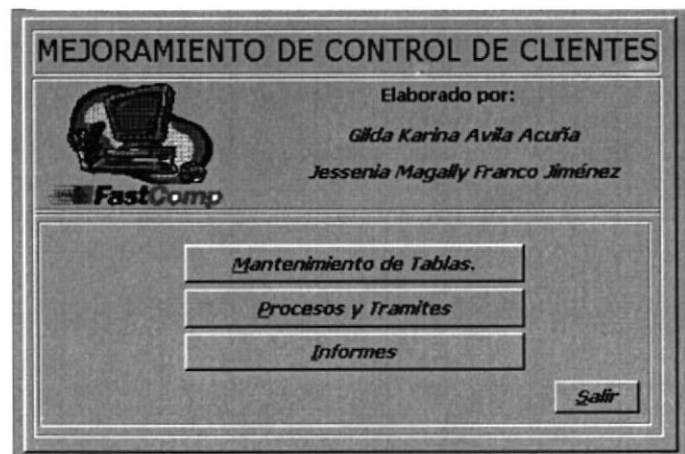 MEJORAMIENTO DE CONTROL DE CLIENTES
Elaborado por:
Gilda Karina Avila Acuña
Jessenia Magally Franco Jiménez
FastComp
Mantenimiento de Tablas.
Procesos y Tramites
Informes
Salir